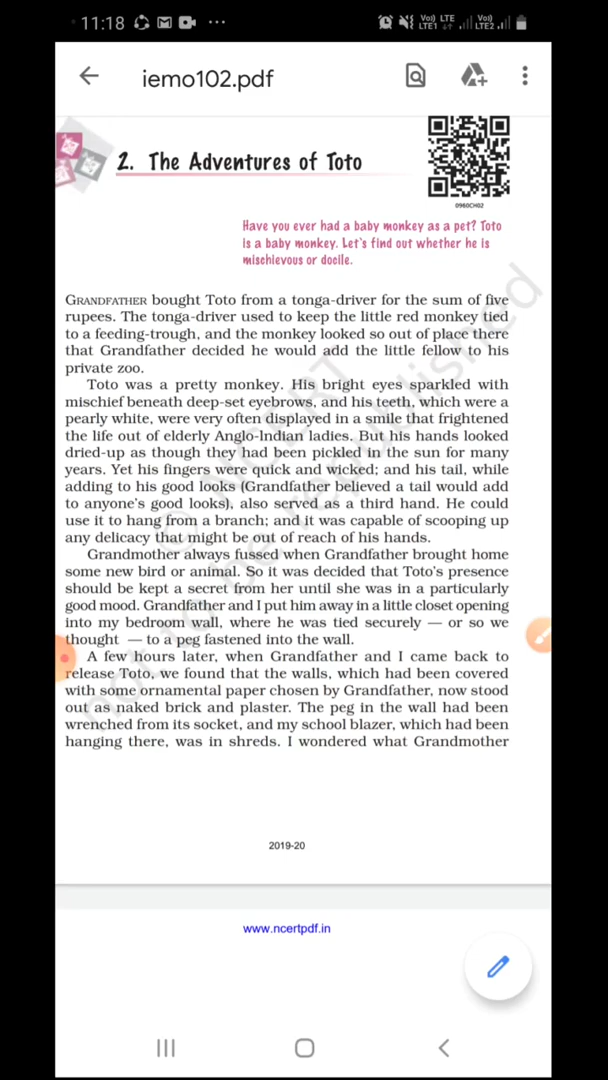 11:18
Vo)) LTE Vo))
LTE1 LTE2
iemo102.pdf
2. The Adventures of Toto
0960CH02
Have you ever had a baby monkey as a pet? Toto
is a baby monkey. Let's find out whether he is
mischievous or docile.
GRANDFATHER bought Toto from a tonga-driver for the sum of five
rupees. The tonga-driver used to keep the little red monkey tied
to a feeding-trough, and the monkey looked so out of place there
that Grandfather decided he would add the little fellow to his
private zoo.
Toto was a pretty monkey. His bright eyes sparkled with
mischief beneath deep-set eyebrows, and his teeth, which were a
pearly white, were very often displayed in a smile that frightened
the life out of elderly Anglo-Indian ladies. But his hands looked
dried-up as though they had been pickled in the sun for many
years. Yet his fingers were quick and wicked; and his tail, while
adding to his good looks (Grandfather believed a tail would add
to anyone's good looks), also served as a third hand. He could
use it to hang from a branch; and it was capable of scooping up
any delicacy that might be out of reach of his hands.
Grandmother always fussed when Grandfather brought home
some new bird or animal. So it was decided that Toto's presence
should be kept a secret from her until she was in a particularly
good mood. Grandfather and I put him away in a little closet opening
into my bedroom wall, where he was tied securely — or so we
thought — to a peg fastened into the wall.
A few hours later, when Grandfather and I came back to
release Toto, we found that the walls, which had been covered
with some ornamental paper chosen by Grandfather, now stood
out as naked brick and plaster. The peg in the wall had been
wrenched from its socket, and my school blazer, which had been
hanging there, was in shreds. I wondered what Grandmother
© NCERT
not to be republished
2019-20
www.ncertpdf.in